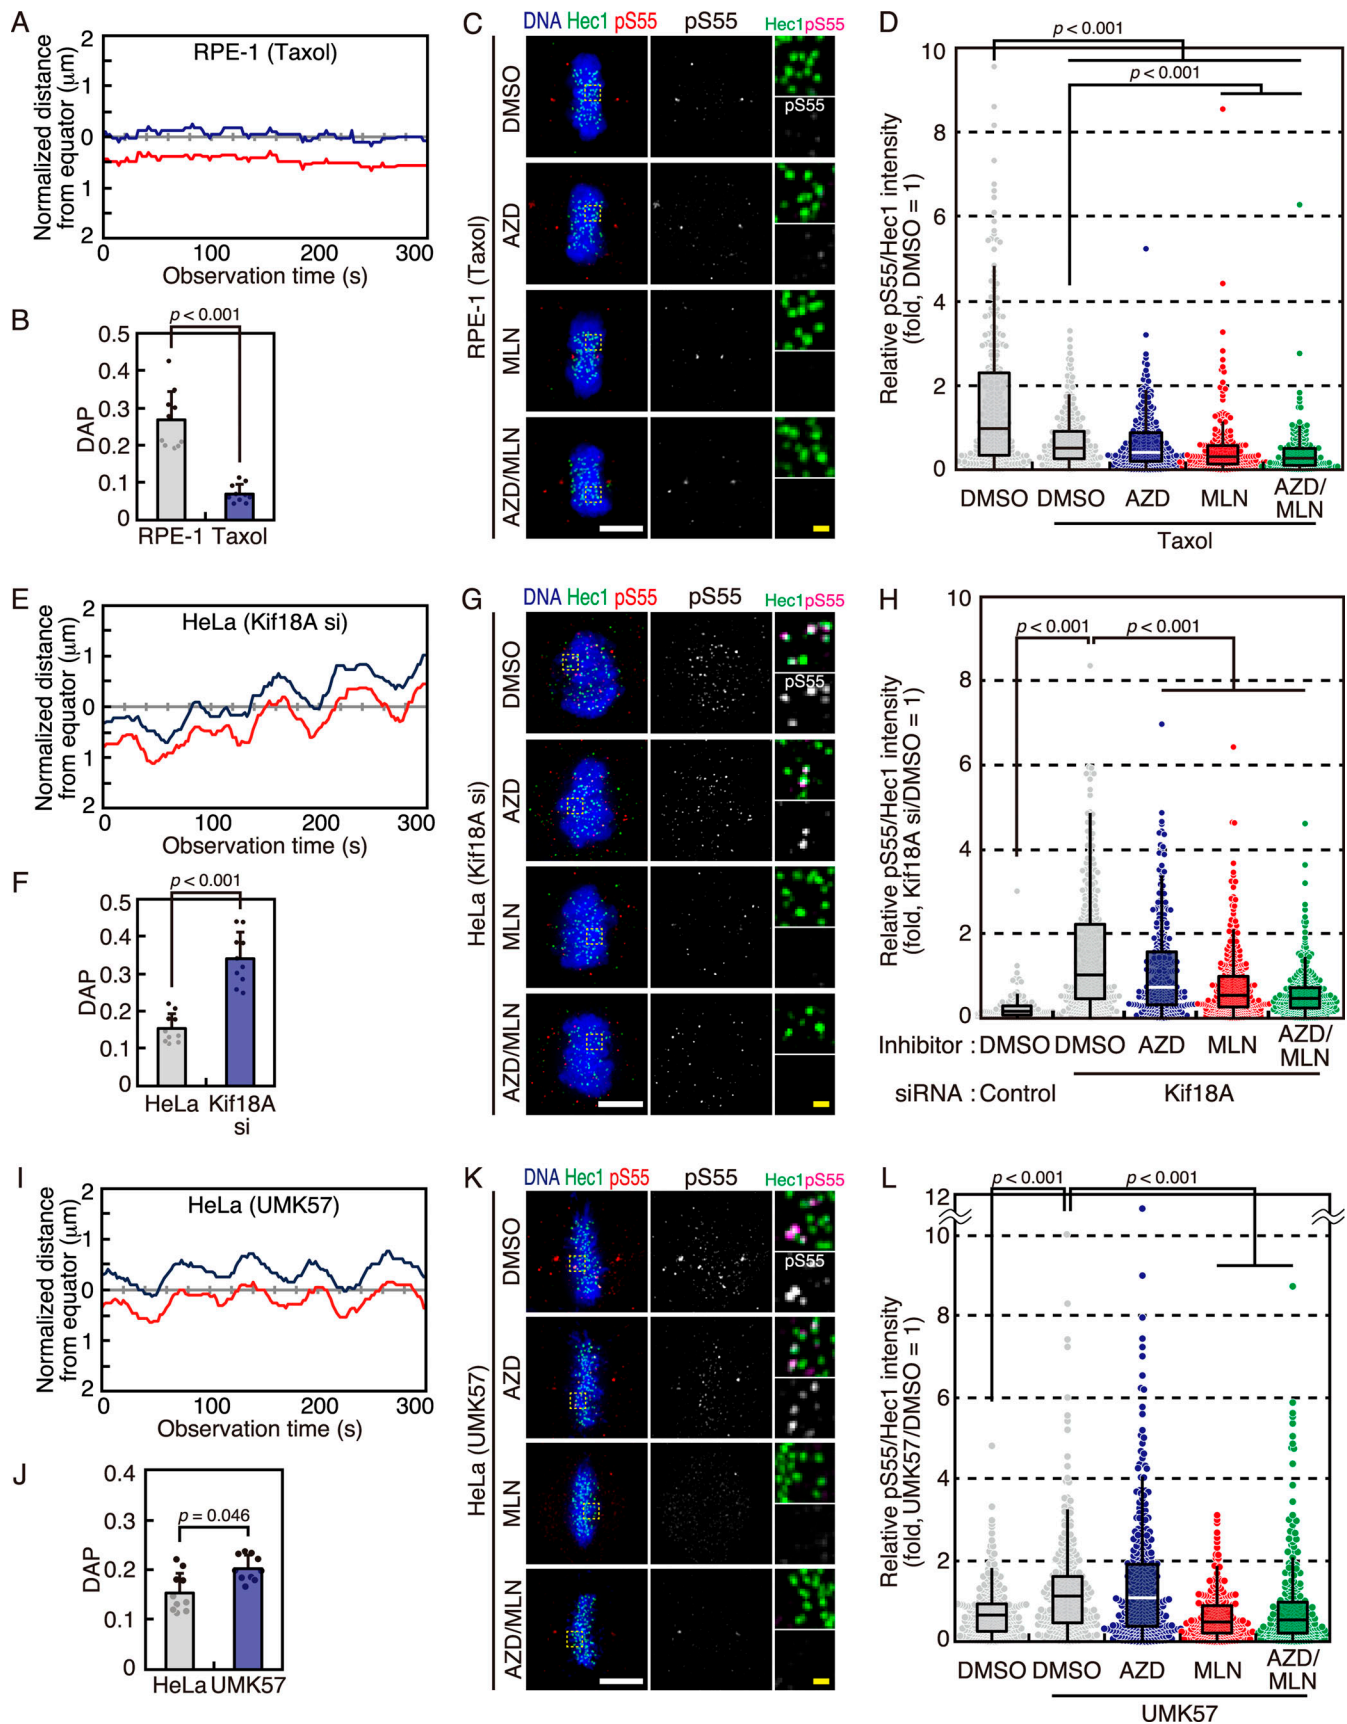 A
RPE-1 (Taxol)
Normalized distance
from equator (μm)
2
1
0
1
2
0
100
200
300
Observation time (s)
B
p < 0.001
DAP
0.5
0.4
0.3
0.2
0.1
0
RPE-1 Taxol
C
DNA Hec1 pS55
pS55
Hec1pS55
RPE-1 (Taxol)
DMSO
pS55
AZD
MLN
AZD/MLN
D
p < 0.001
p < 0.001
Relative pS55/Hec1 intensity
(fold, DMSO = 1)
10
8
6
4
2
0
DMSO DMSO AZD MLN AZD/
MLN
Taxol
E
HeLa (Kif18A si)
Normalized distance
from equator (μm)
2
1
0
1
2
0
100
200
300
Observation time (s)
F
p < 0.001
DAP
0.5
0.4
0.3
0.2
0.1
0
HeLa Kif18A
si
G
DNA Hec1 pS55
pS55
Hec1pS55
HeLa (Kif18A si)
DMSO
pS55
AZD
MLN
AZD/MLN
H
p < 0.001
p < 0.001
Relative pS55/Hec1 intensity
(fold, Kif18A si/DMSO = 1)
10
8
6
4
2
0
Inhibitor : DMSO DMSO AZD MLN AZD/
MLN
siRNA : Control Kif18A
I
HeLa (UMK57)
Normalized distance
from equator (μm)
2
1
0
1
2
0
100
200
300
Observation time (s)
J
p = 0.046
DAP
0.4
0.3
0.2
0.1
0
HeLa UMK57
K
DNA Hec1 pS55
pS55
Hec1pS55
HeLa (UMK57)
DMSO
pS55
AZD
MLN
AZD/MLN
L
p < 0.001
p < 0.001
Relative pS55/Hec1 intensity
(fold, UMK57/DMSO = 1)
12
10
8
6
4
2
0
DMSO DMSO AZD MLN AZD/
MLN
UMK57